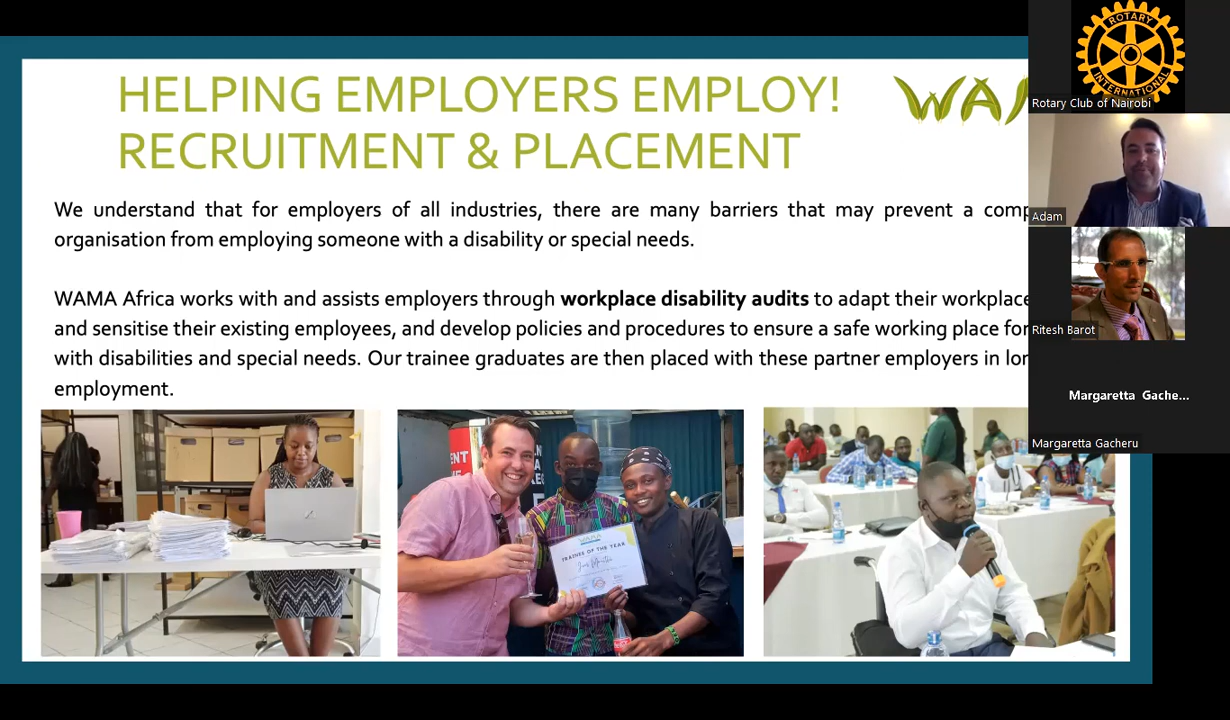 HELPING EMPLOYERS EMPLOY!
RECRUITMENT & PLACEMENT
We understand that for employers of all industries, there are many barriers that may prevent a comp
organisation from employing someone with a disability or special needs.
WAMA Africa works with and assists employers through workplace disability audits to adapt their workplace
and sensitise their existing employees, and develop policies and procedures to ensure a safe working place for
with disabilities and special needs. Our trainee graduates are then placed with these partner employers in lon
employment.
TRAINEE OF THE YEAR
ROTARY
INTERNATIONAL
Rotary Club of Nairobi
Adam
Ritesh Barot
Margaretta Gache...
Margaretta Gacheru